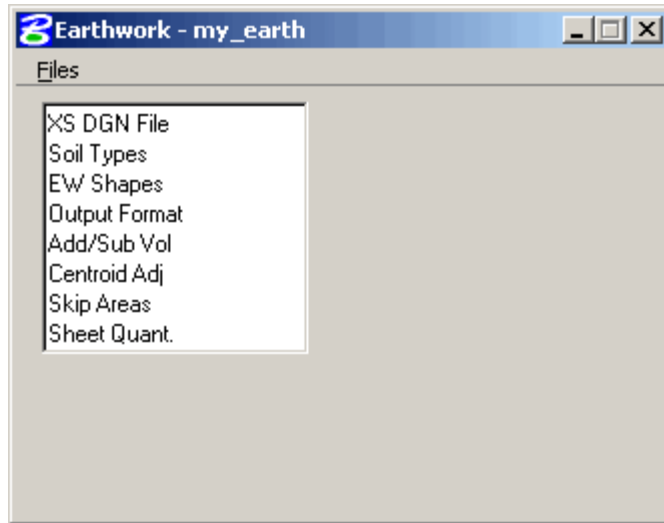 Earthwork - my_earth
Files
XS DGN File
Soil Types
EW Shapes
Output Format
Add/Sub Vol
Centroid Adj
Skip Areas
Sheet Quant.